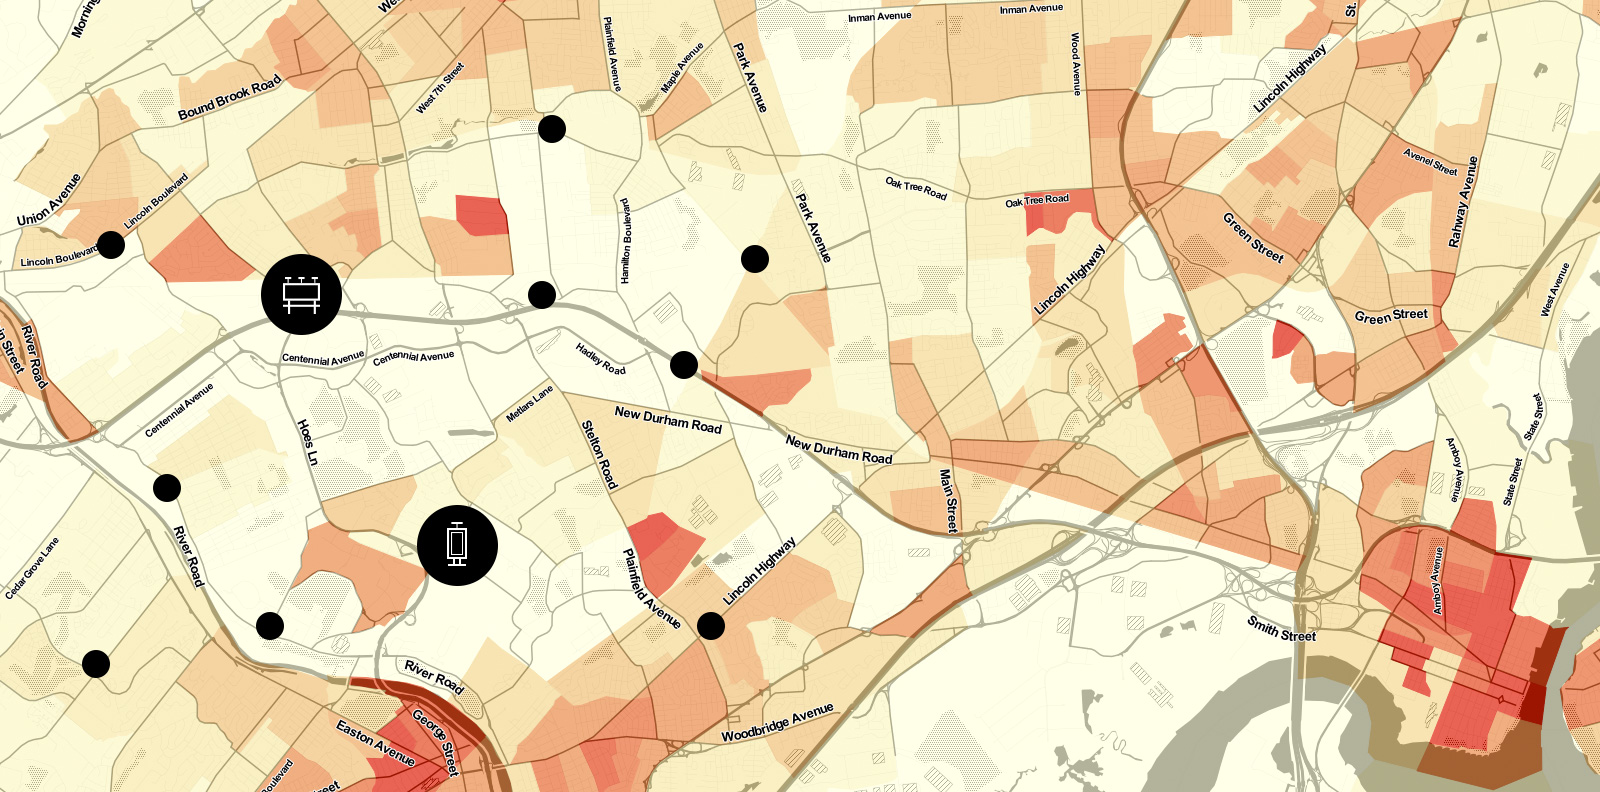 Morning
We
Plainfield Avenue
Maple Avenue
Park Avenue
Inman Avenue
Inman Avenue
Wood Avenue
St.
Lincoln Highway
Bound Brook Road
West 7th Street
Avenel Street
Rahway Avenue
Union Avenue
Lincoln Boulevard
Lincoln Boulevard
Hamilton Boulevard
Park Avenue
Oak Tree Road
Oak Tree Road
Green Street
Lincoln Highway
West Avenue
Green Street
River Road
in Street
Centennial Avenue
Centennial Avenue
Hadley Road
Centennial Avenue
Metlars Lane
New Durham Road
Hoes Ln
Stelton Road
New Durham Road
Main Street
State Street
Amboy Avenue
State Street
Cedar Grove Lane
River Road
Plainfield Avenue
Lincoln Highway
Amboy Avenue
Smith Street
River Road
George Street
Easton Avenue
Woodbridge Avenue
oulevard
reet